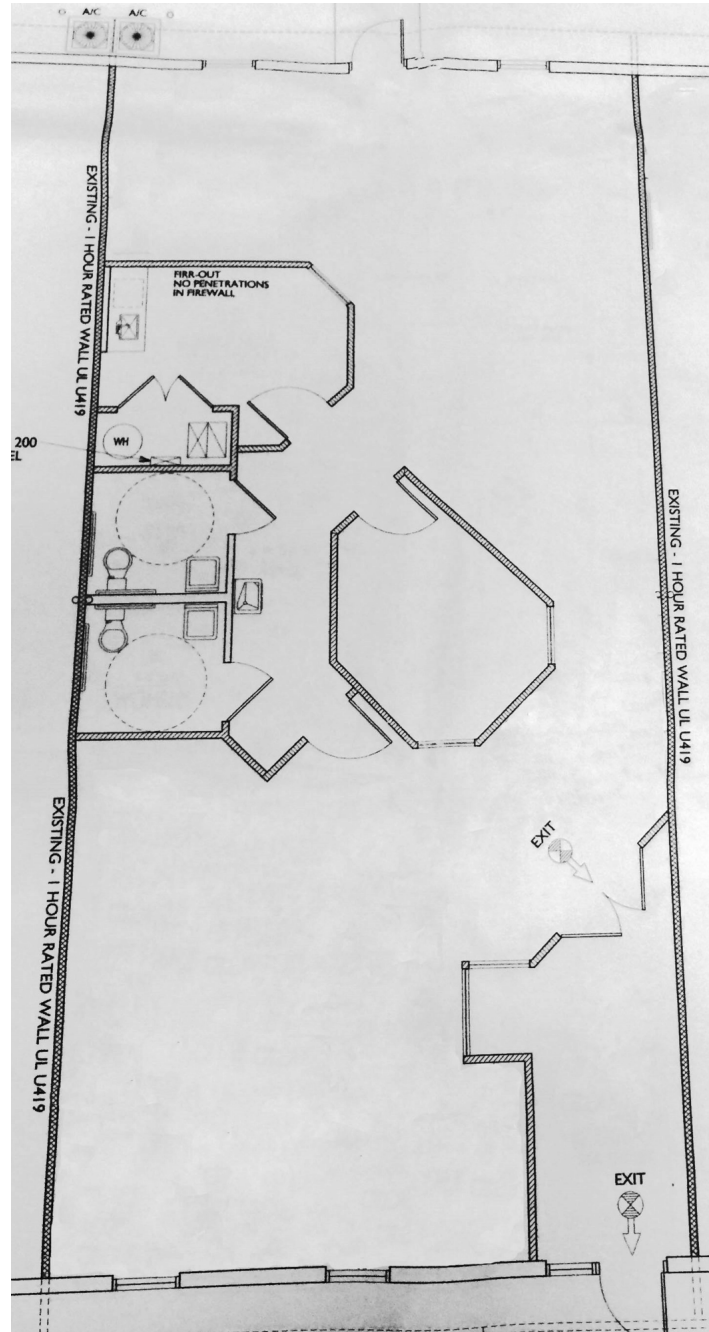 A/C A/C
EXISTING - 1 HOUR RATED WALL UL U419
FIRR-OUT
NO PENETRATIONS
IN FIREWALL
WH
200
EL
EXISTING - 1 HOUR RATED WALL UL U419
EXISTING - 1 HOUR RATED WALL UL U419
EXIT
EXIT